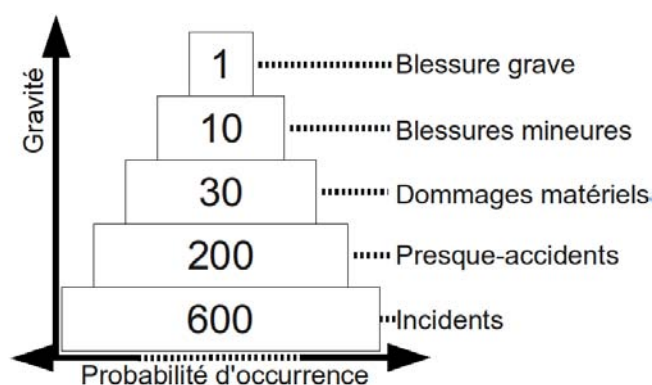 Gravité
1
Blessure grave
10
Blessures mineures
30
Dommages matériels
200
Presque-accidents
600
Incidents
Probabilité d'occurrence